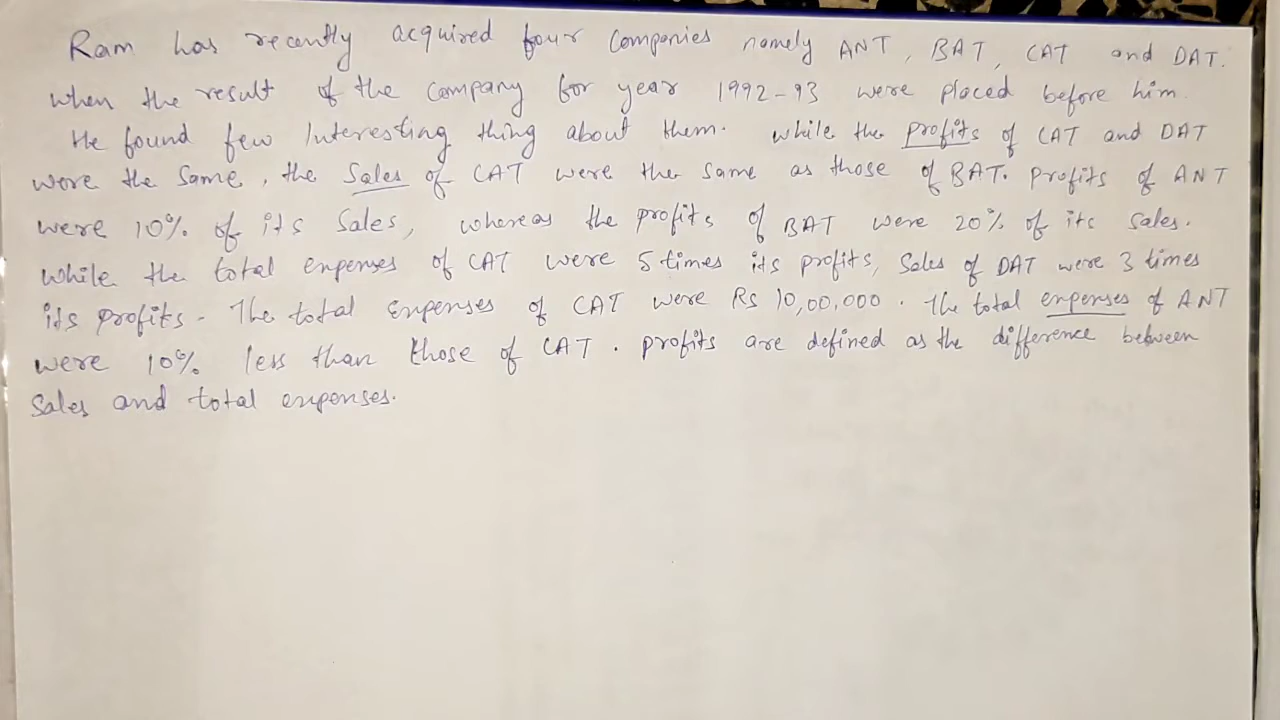 Ram has recently acquired four Companies namely ANT, BAT, CAT and DAT.
When the result of the Company for year 1992-93 were placed before him.
He found few Interesting thing about them. While the profits of CAT and DAT
were the Same, the Sales of CAT were the same as those of BAT. Profits of ANT
were 10% of its Sales, whereas the profits of BAT were 20% of its Sales.
While the total expenses of CAT were 5 times its profits, Sales of DAT were 3 times
its profits. The total Expenses of CAT were Rs 10,00,000. The total expenses of ANT
were 10% less than those of CAT. Profits are defined as the difference between
Sales and total expenses.